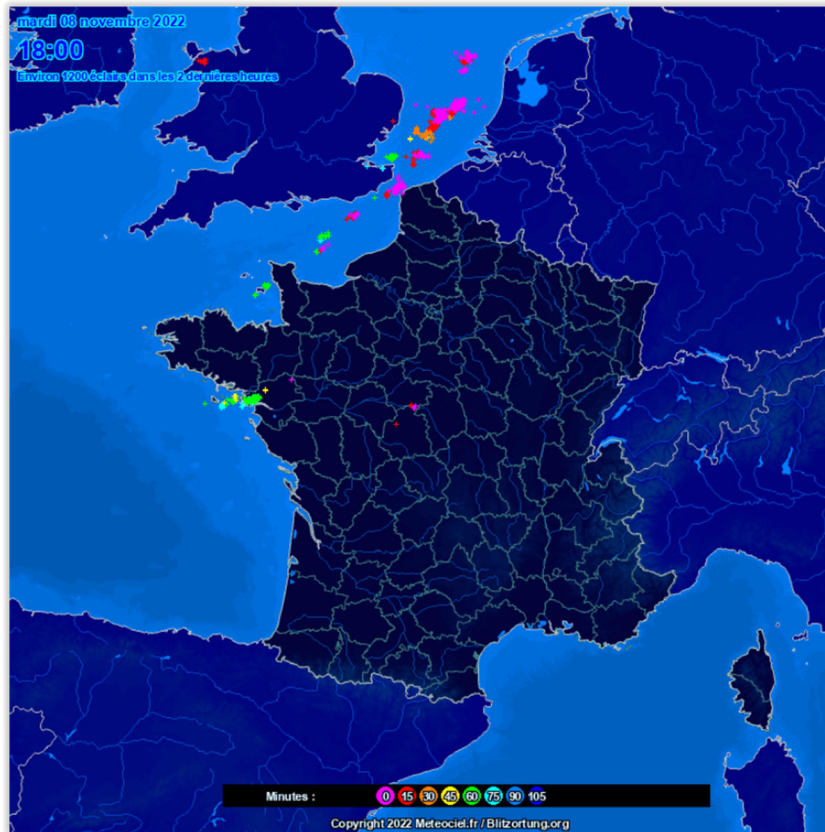 mardi 08 novembre 2022
18:00
Environ 1200 éclairs dans les 2 dernières heures
Minutes : 0 15 30 45 60 75 90 105
Copyright 2022 Meteociel.fr / Blitzortung.org